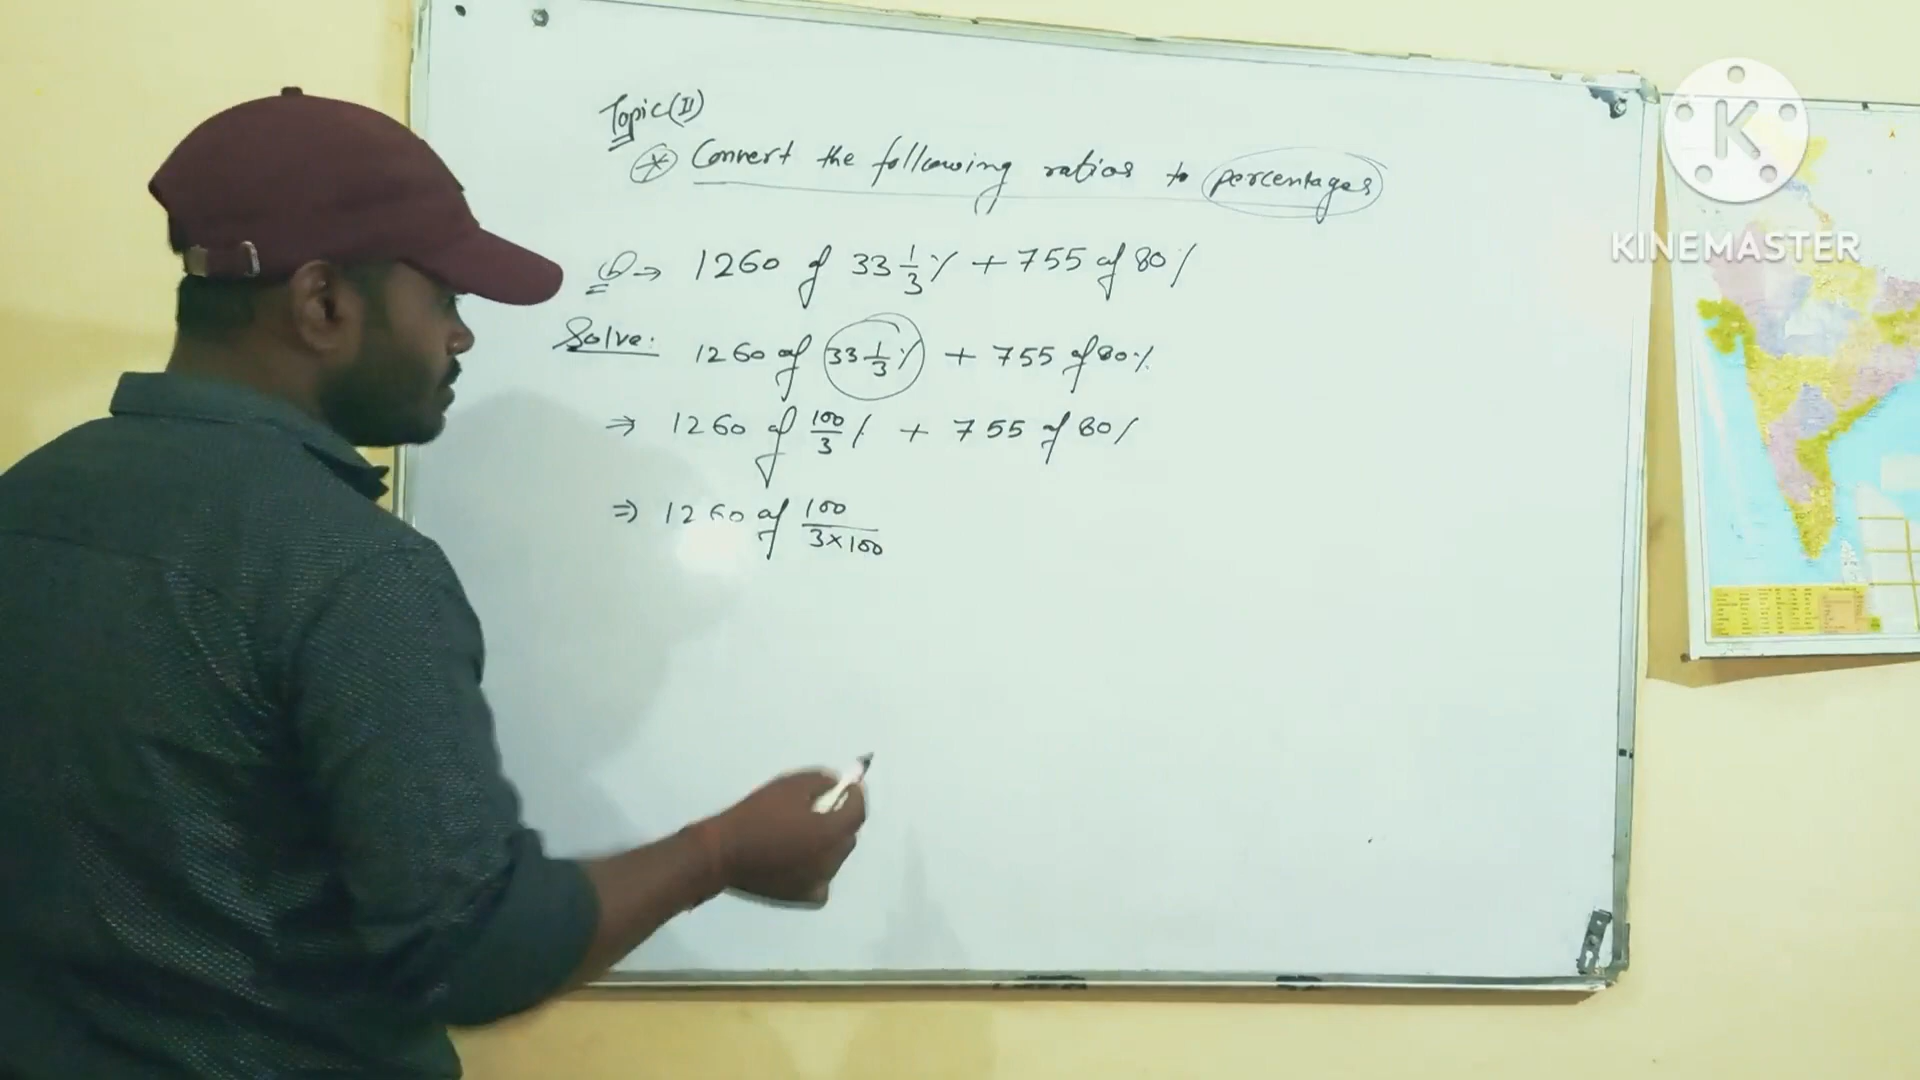 Topic (II)
* Convert the following ratios to percentages
Q→ 1260 of 33 1/3 % + 755 of 80 %
Solve: 1260 of 33 1/3 % + 755 of 80 %
⇒ 1260 of 100/3 % + 755 of 80 %
⇒ 1260 of 100/(3×100)
K
KINEMASTER